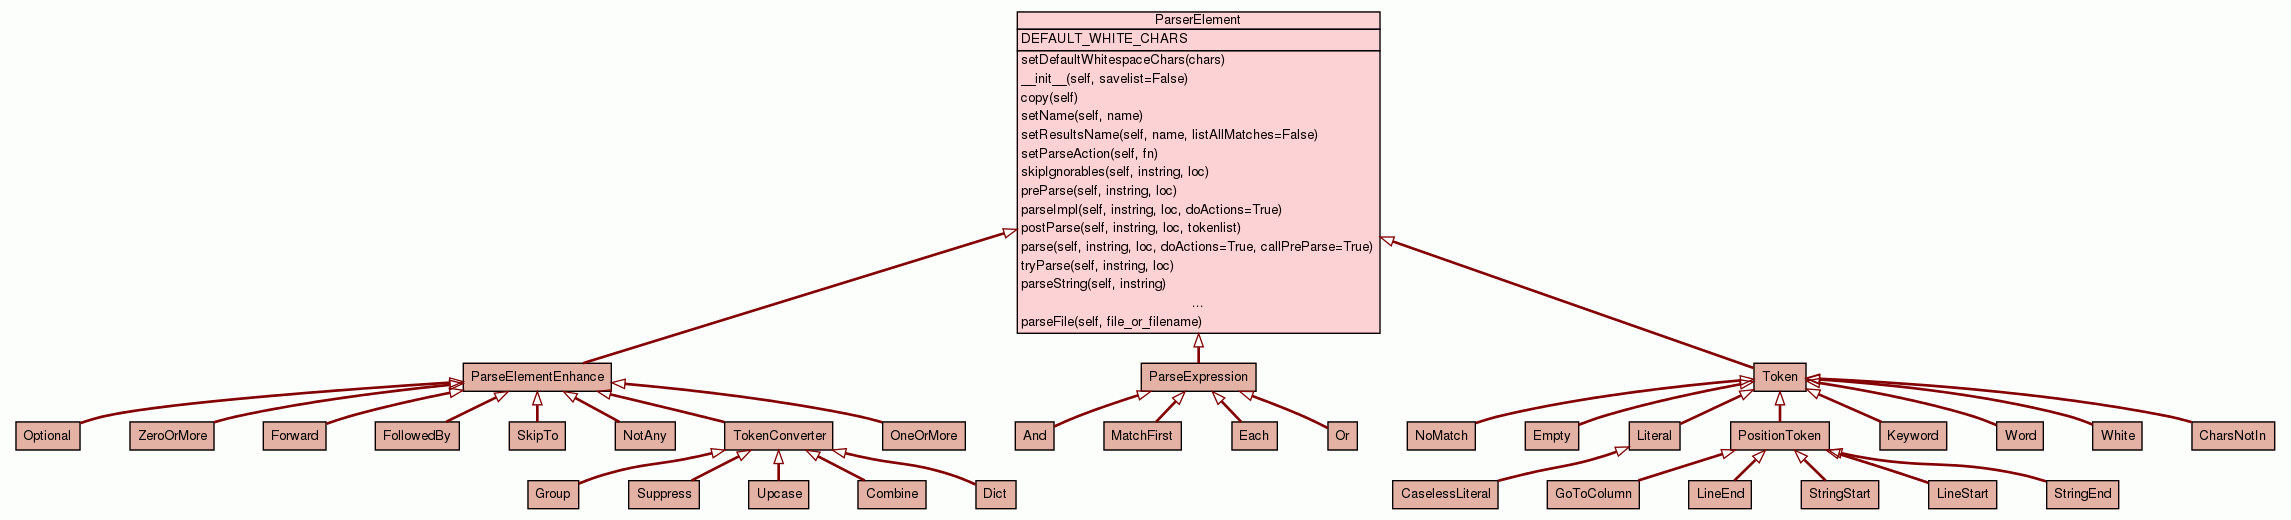 ParserElement
DEFAULT_WHITE_CHARS
setDefaultWhitespaceChars(chars)
__init__(self, savelist=False)
copy(self)
setName(self, name)
setResultsName(self, name, listAllMatches=False)
setParseAction(self, fn)
skipIgnorables(self, instring, loc)
preParse(self, instring, loc)
parseImpl(self, instring, loc, doActions=True)
postParse(self, instring, loc, tokenlist)
parse(self, instring, loc, doActions=True, callPreParse=True)
tryParse(self, instring, loc)
parseString(self, instring)
...
parseFile(self, file_or_filename)
ParseElementEnhance
ParseExpression
Token
Optional
ZeroOrMore
Forward
FollowedBy
SkipTo
NotAny
TokenConverter
OneOrMore
And
MatchFirst
Each
Or
NoMatch
Empty
Literal
PositionToken
Keyword
Word
White
CharsNotIn
Group
Suppress
Upcase
Combine
Dict
CaselessLiteral
GoToColumn
LineEnd
StringStart
LineStart
StringEnd